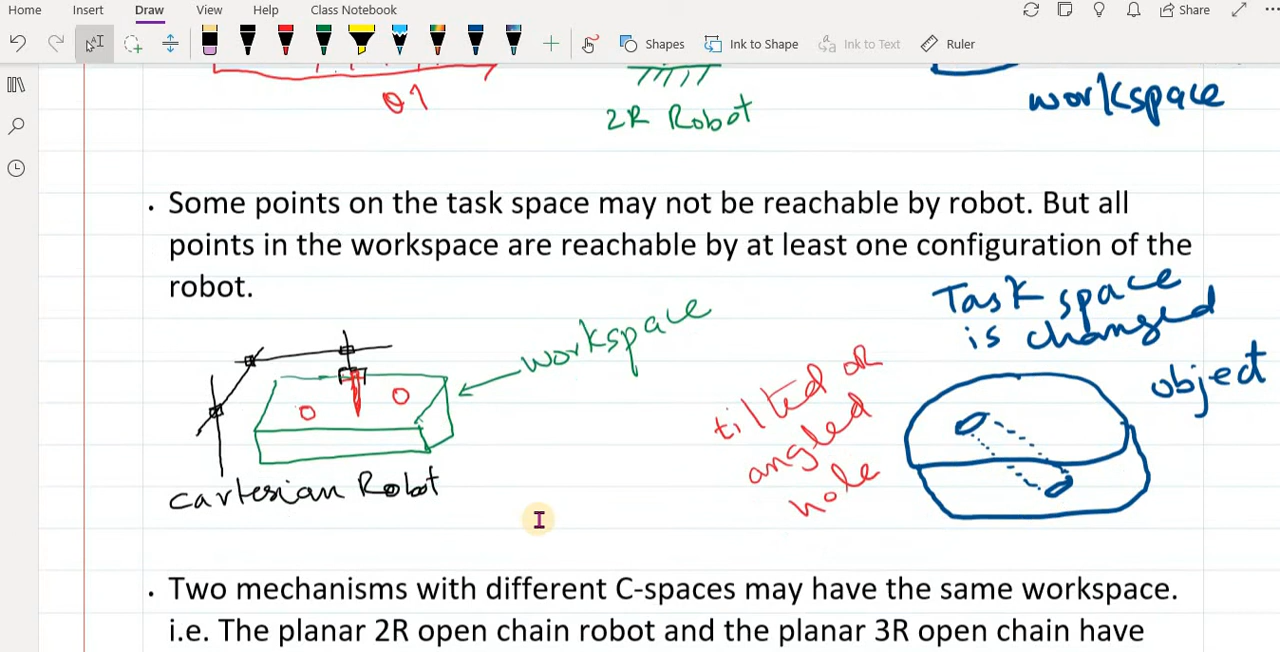 Home Insert Draw View Help Class Notebook Share
Shapes Ink to Shape Ink to Text Ruler
θ1
2R Robot
workspace
• Some points on the task space may not be reachable by robot. But all
points in the workspace are reachable by at least one configuration of the
robot.
Task space
is changed
workspace
object
tilted or
angled
hole
cartesian Robot
• Two mechanisms with different C-spaces may have the same workspace.
i.e. The planar 2R open chain robot and the planar 3R open chain have